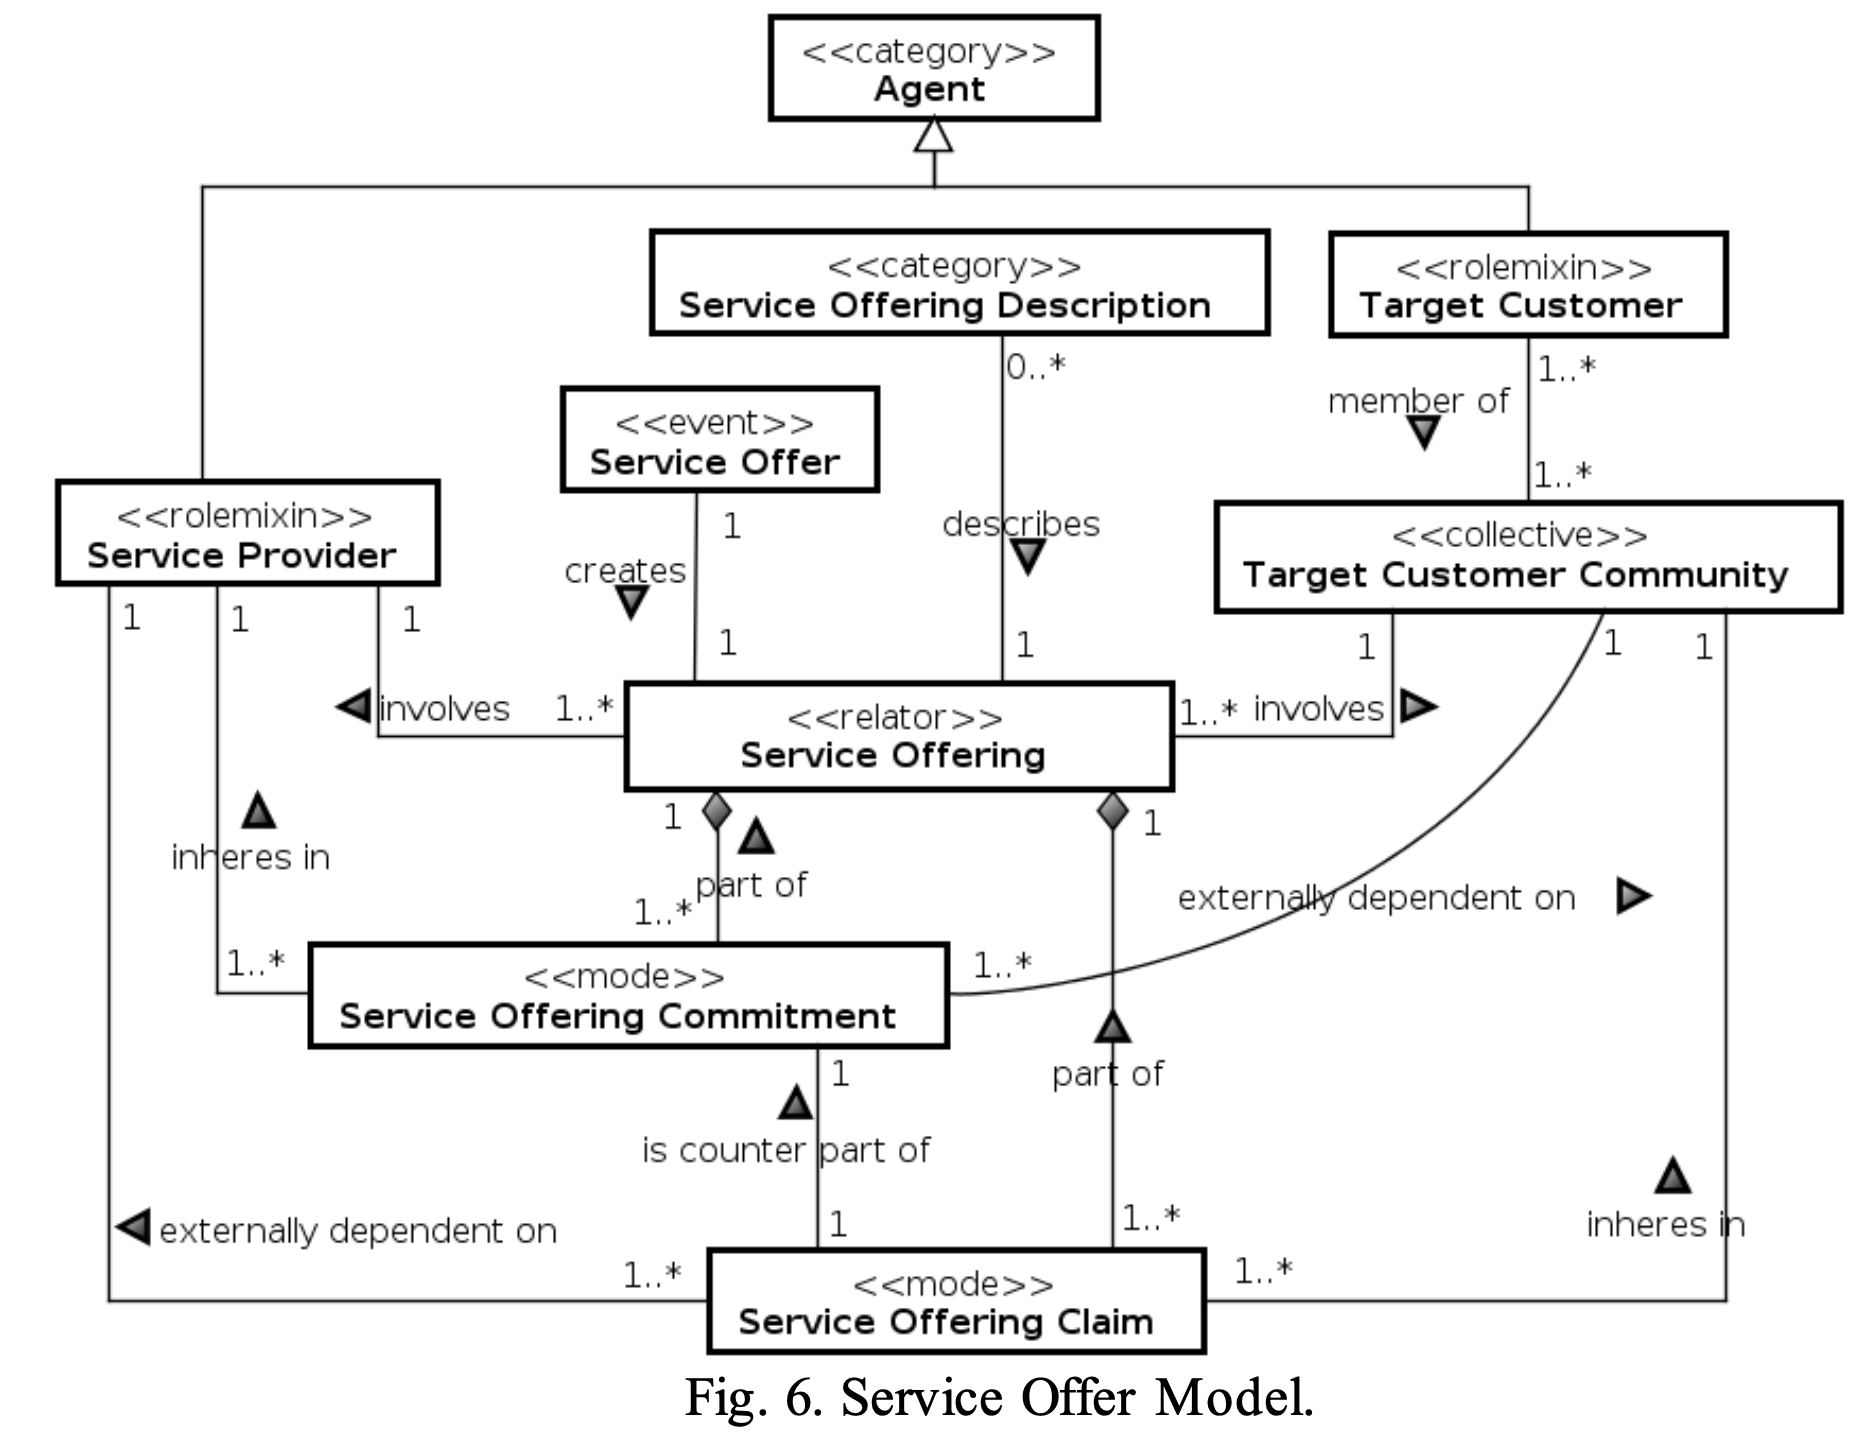 <<category>>
Agent
<<category>>
Service Offering Description
<<rolemixin>>
Target Customer
0..*
1..*
member of
<<event>>
Service Offer
1..*
<<rolemixin>>
Service Provider
1
describes
<<collective>>
Target Customer Community
creates
1
1
1
1
1
1
1
1
involves
1..*
<<relator>>
Service Offering
1..*
involves
1
1
inheres in
part of
1..*
externally dependent on
1..*
<<mode>>
Service Offering Commitment
1..*
1
part of
is counter part of
1
1..*
inheres in
externally dependent on
1..*
<<mode>>
Service Offering Claim
1..*
Fig. 6. Service Offer Model.